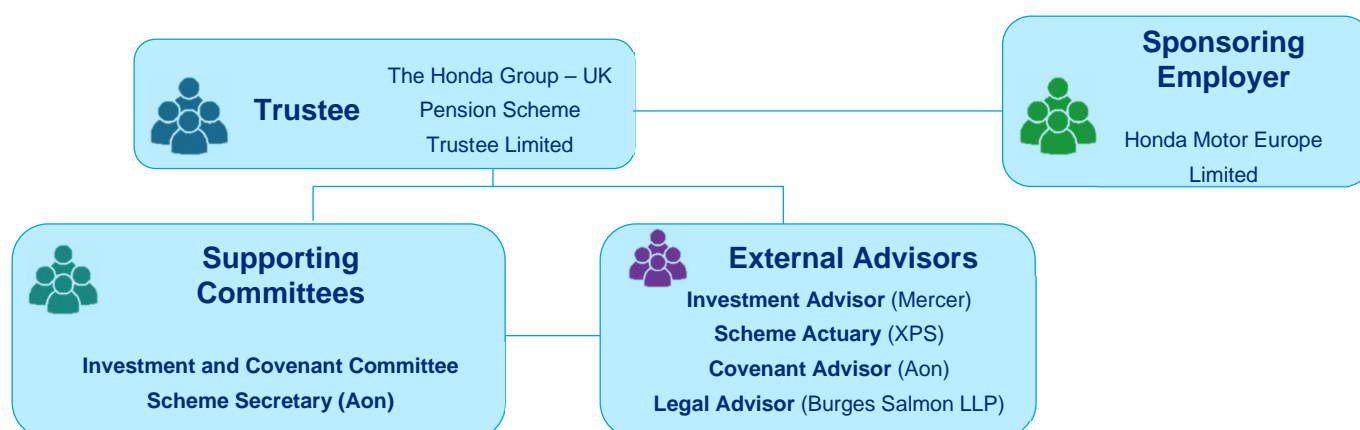 Trustee
The Honda Group – UK
Pension Scheme
Trustee Limited
Sponsoring
Employer
Honda Motor Europe
Limited
Supporting
Committees
Investment and Covenant Committee
Scheme Secretary (Aon)
External Advisors
Investment Advisor (Mercer)
Scheme Actuary (XPS)
Covenant Advisor (Aon)
Legal Advisor (Burges Salmon LLP)